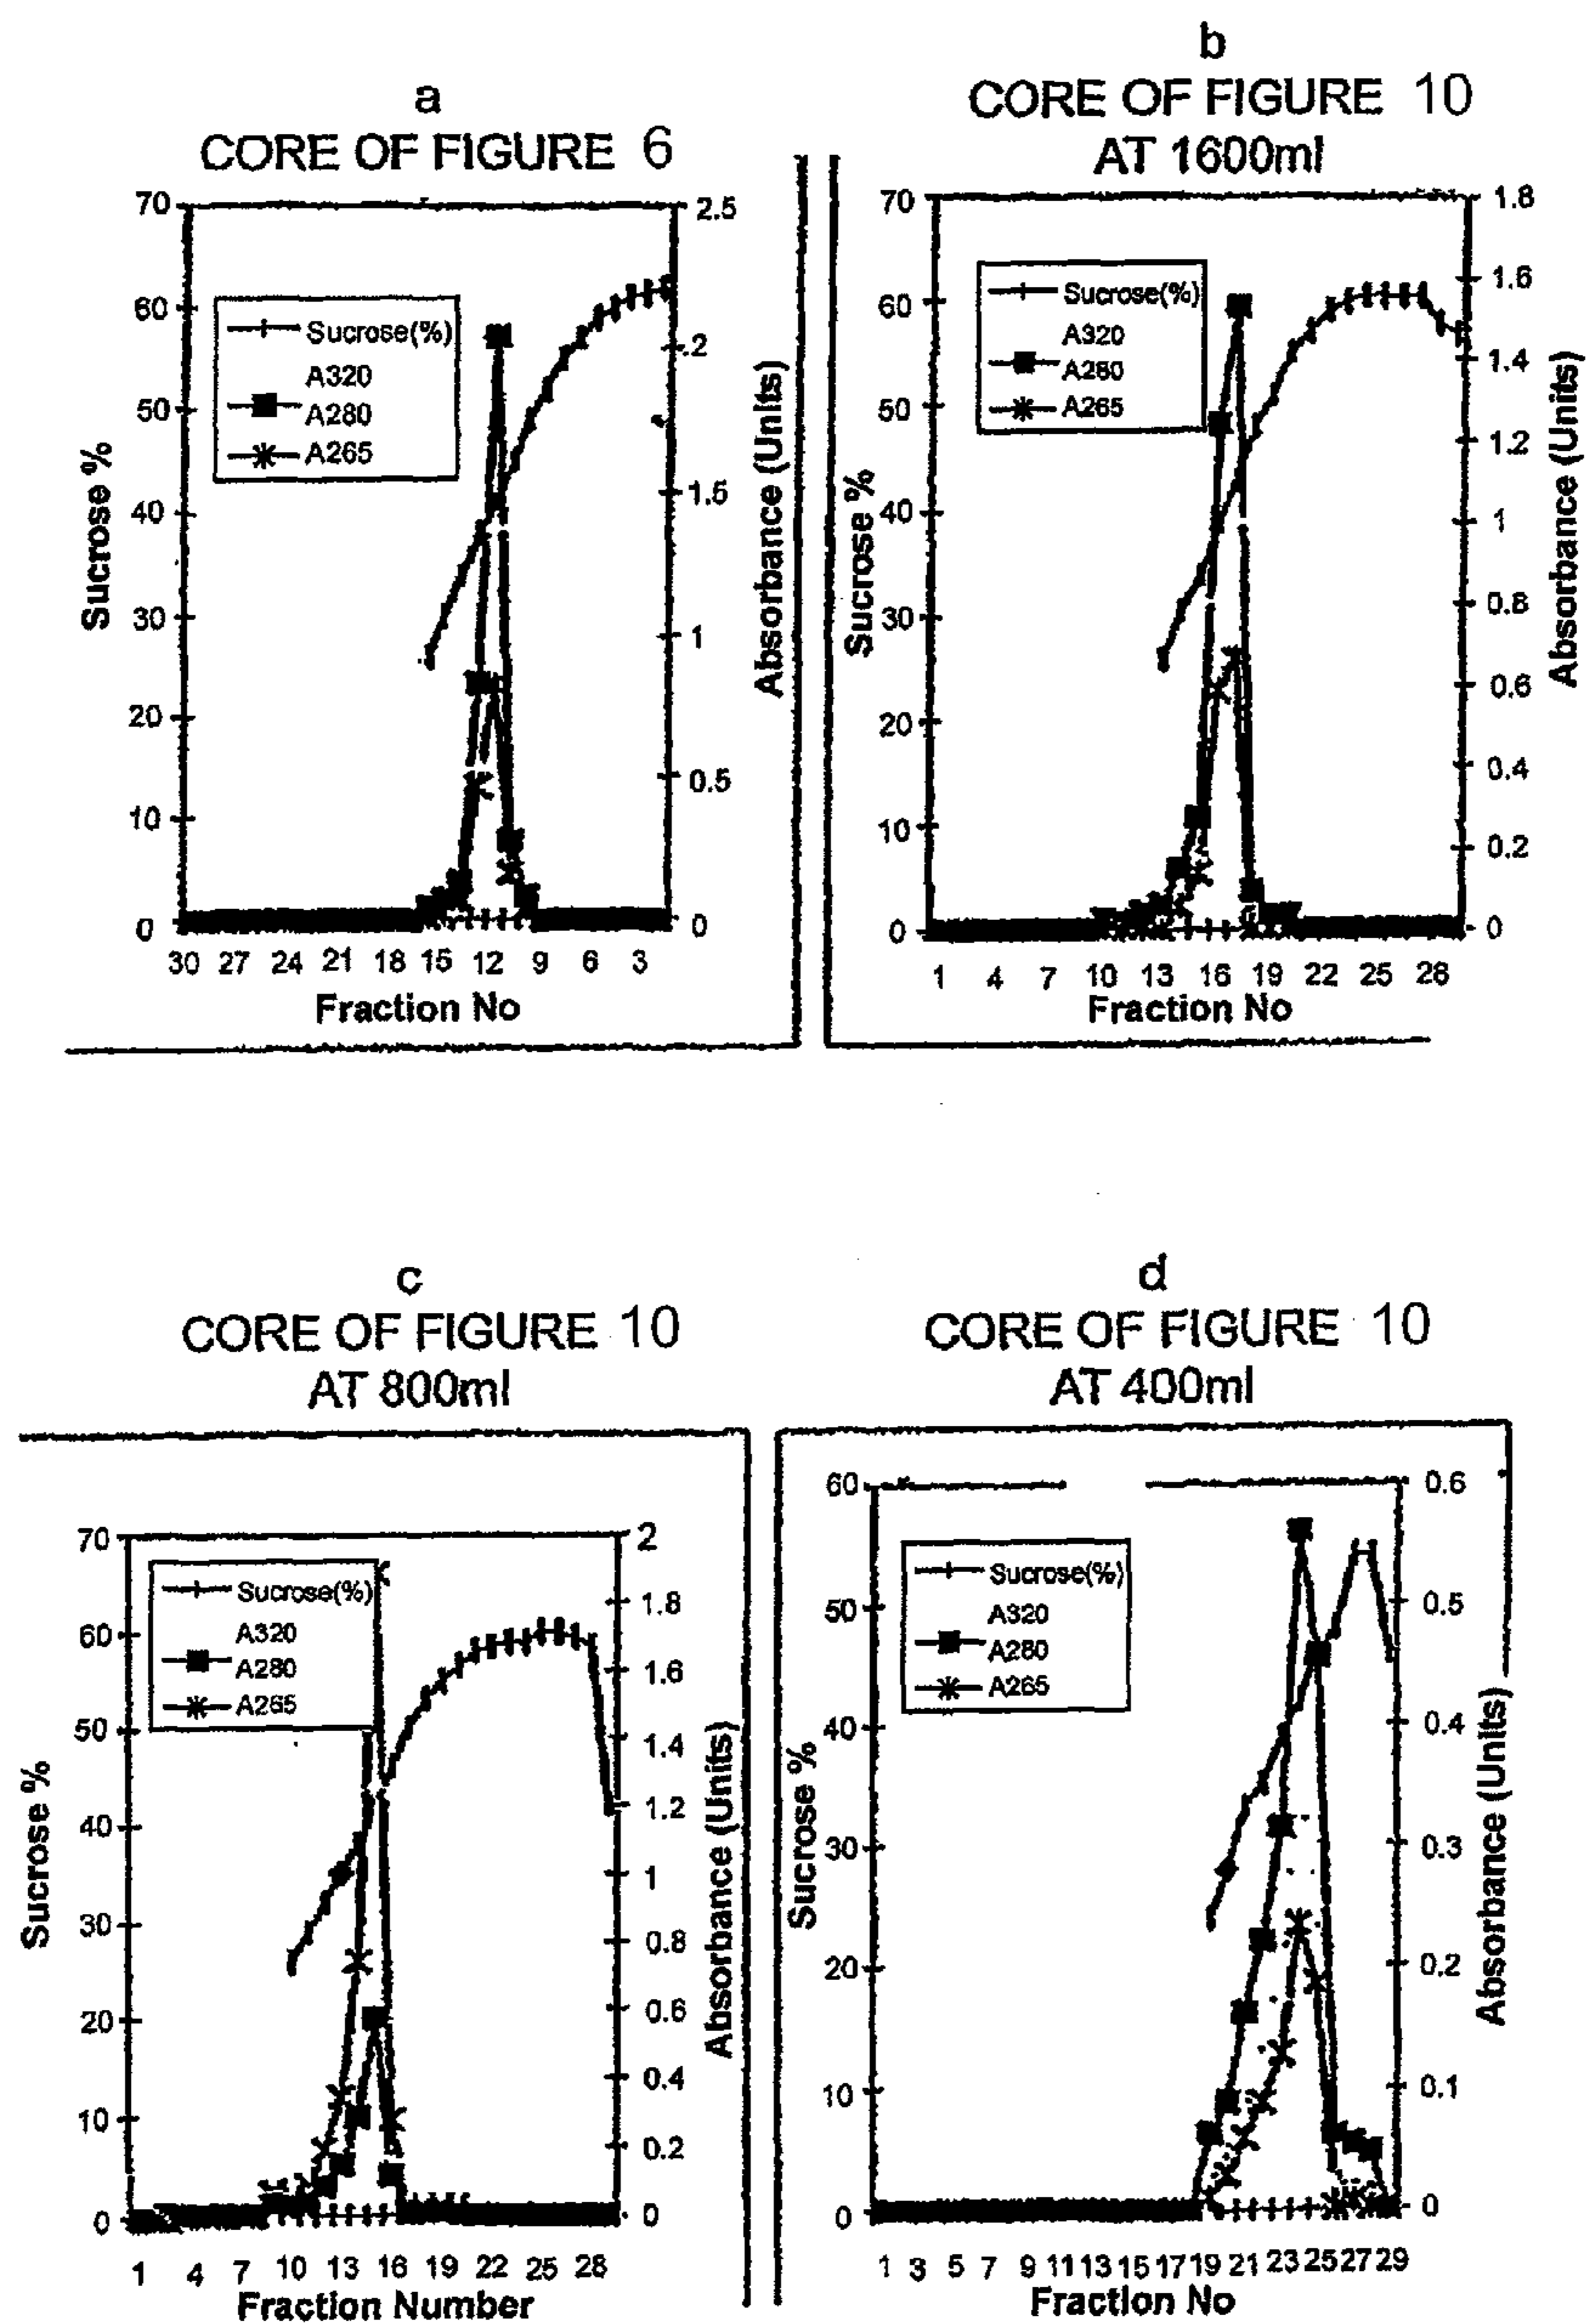 a
CORE OF FIGURE 6
70
60
50
40
30
20
10
0
Sucrose %
Sucrose(%)
A320
A280
A265
2.5
2
1.5
1
0.5
0
Absorbance (Units)
30 27 24 21 18 15 12 9 6 3
Fraction No
b
CORE OF FIGURE 10
AT 1600ml
70
60
50
40
30
20
10
0
Sucrose %
Sucrose(%)
A320
A280
A265
1.8
1.6
1.4
1.2
1
0.8
0.6
0.4
0.2
0
Absorbance (Units)
1 4 7 10 13 16 19 22 25 28
Fraction No
c
CORE OF FIGURE 10
AT 800ml
70
60
50
40
30
20
10
0
Sucrose %
Sucrose(%)
A320
A280
A265
2
1.8
1.6
1.4
1.2
1
0.8
0.6
0.4
0.2
0
Absorbance (Units)
1 4 7 10 13 16 19 22 25 28
Fraction Number
d
CORE OF FIGURE 10
AT 400ml
60
50
40
30
20
10
0
Sucrose %
Sucrose(%)
A320
A280
A265
0.6
0.5
0.4
0.3
0.2
0.1
0
Absorbance (Units)
1 3 5 7 9 11 13 15 17 19 21 23 25 27 29
Fraction No